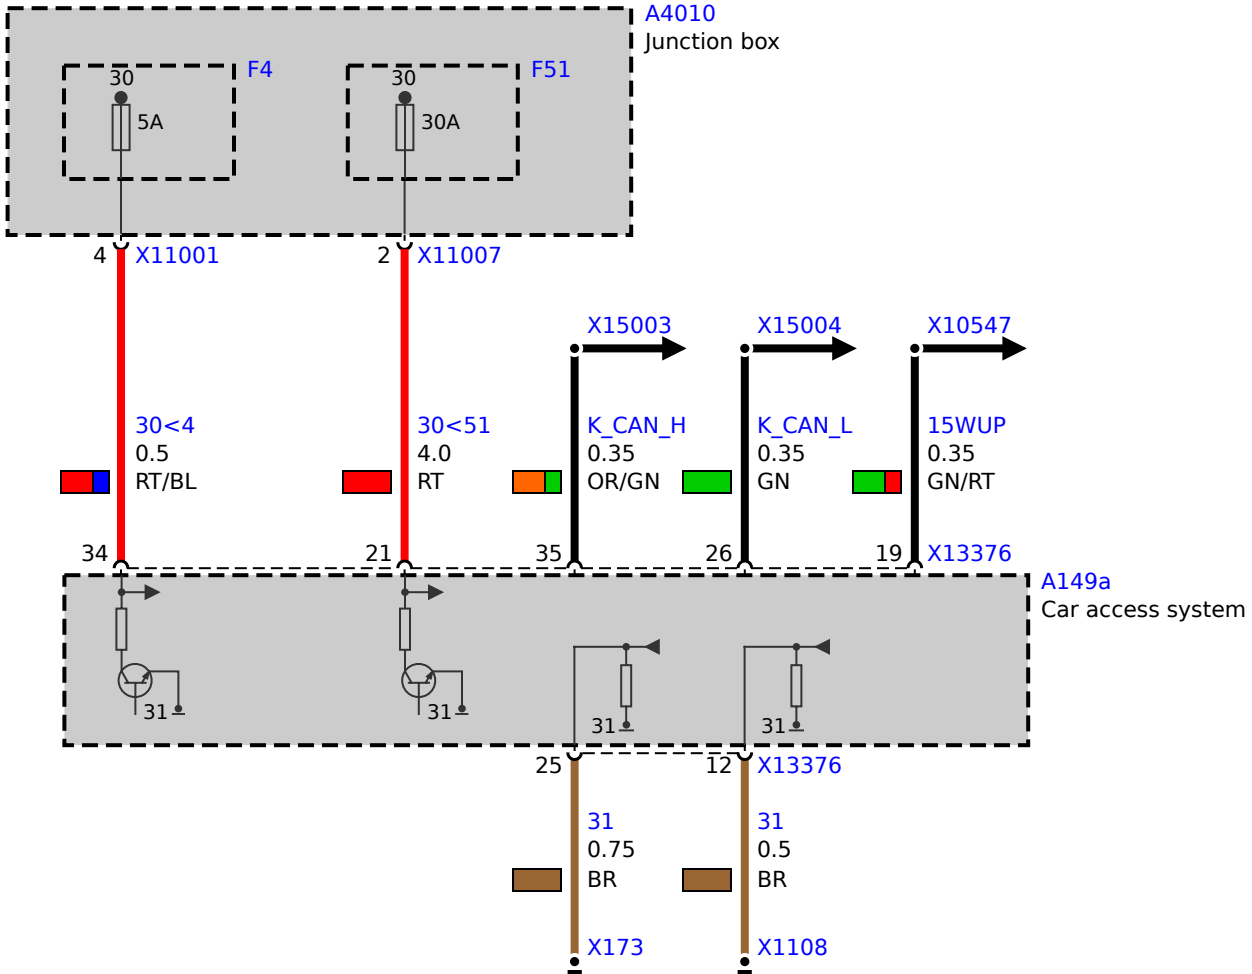 A4010
Junction box
F4
F51
30
30
5A
30A
4 X11001
2 X11007
X15003
X15004
X10547
30<4
0.5
RT/BL
30<51
4.0
RT
K_CAN_H
0.35
OR/GN
K_CAN_L
0.35
GN
15WUP
0.35
GN/RT
34
21
35
26
19 X13376
A149a
Car access system
31
31
31
31
25
12 X13376
31
0.75
BR
31
0.5
BR
X173
X1108